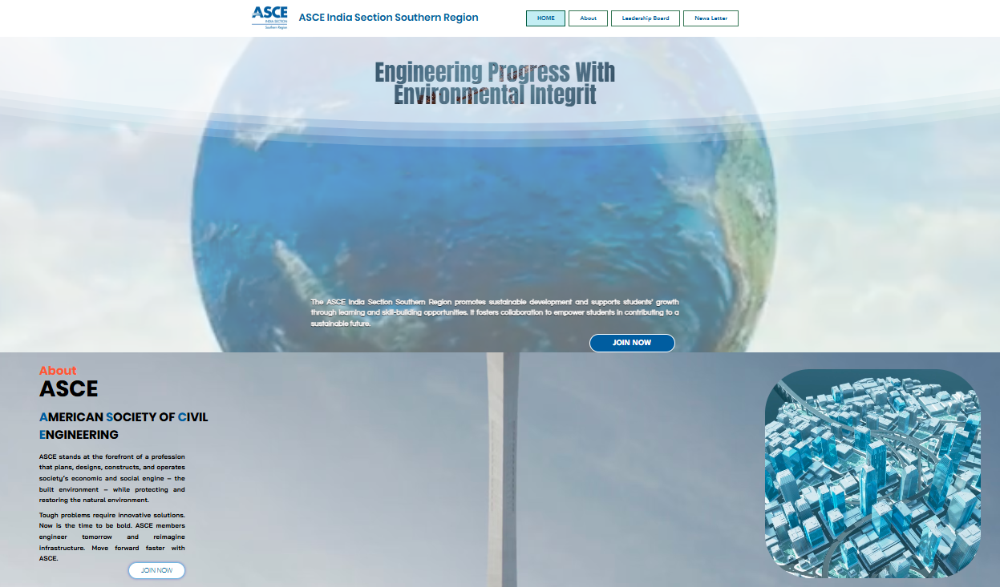 ASCE
INDIA SECTION
Southern Region
ASCE India Section Southern Region
HOME
About
Leadership Board
News Letter
Engineering Progress With
Environmental Integrit
The ASCE India Section Southern Region promotes sustainable development and supports students' growth
through learning and skill-building opportunities. It fosters collaboration to empower students in contributing to a
sustainable future.
JOIN NOW
About
ASCE
AMERICAN SOCIETY OF CIVIL
ENGINEERING
ASCE stands at the forefront of a profession
that plans, designs, constructs, and operates
society's economic and social engine – the
built environment – while protecting and
restoring the natural environment.
Tough problems require innovative solutions.
Now is the time to be bold. ASCE members
engineer tomorrow and reimagine
infrastructure. Move forward faster with
ASCE.
JOIN NOW